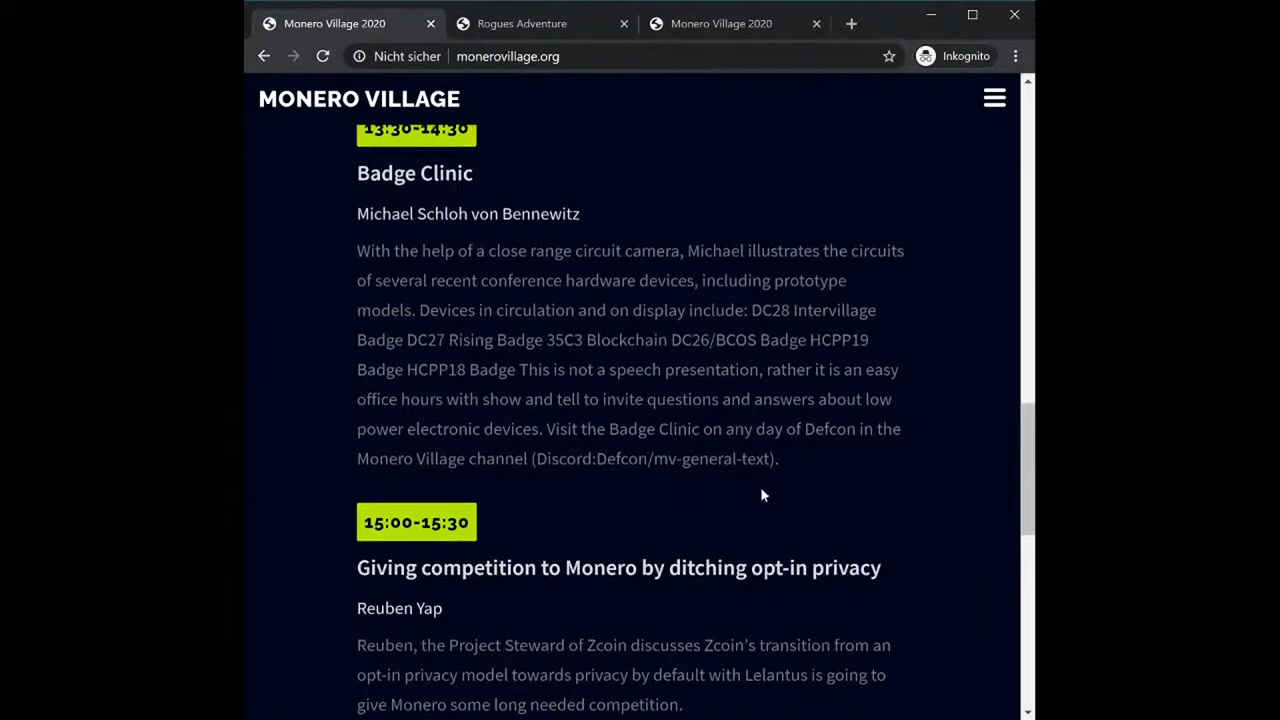 Monero Village 2020
Rogues Adventure
Monero Village 2020
Nicht sicher
monerovillage.org
Inkognito
MONERO VILLAGE
13:30-14:30
Badge Clinic
Michael Schloh von Bennewitz
With the help of a close range circuit camera, Michael illustrates the circuits
of several recent conference hardware devices, including prototype
models. Devices in circulation and on display include: DC28 Intervillage
Badge DC27 Rising Badge 35C3 Blockchain DC26/BCOS Badge HCPP19
Badge HCPP18 Badge This is not a speech presentation, rather it is an easy
office hours with show and tell to invite questions and answers about low
power electronic devices. Visit the Badge Clinic on any day of Defcon in the
Monero Village channel (Discord:Defcon/mv-general-text).
15:00-15:30
Giving competition to Monero by ditching opt-in privacy
Reuben Yap
Reuben, the Project Steward of Zcoin discusses Zcoin's transition from an
opt-in privacy model towards privacy by default with Lelantus is going to
give Monero some long needed competition.